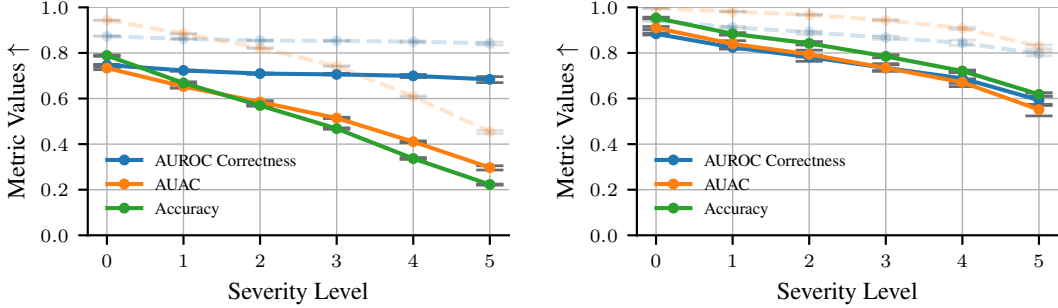 Metric Values ↑
1.0
0.8
0.6
0.4
0.2
0.0
AUROC Correctness
AUAC
Accuracy
0 1 2 3 4 5
Severity Level
Metric Values ↑
1.0
0.8
0.6
0.4
0.2
0.0
AUROC Correctness
AUAC
Accuracy
0 1 2 3 4 5
Severity Level